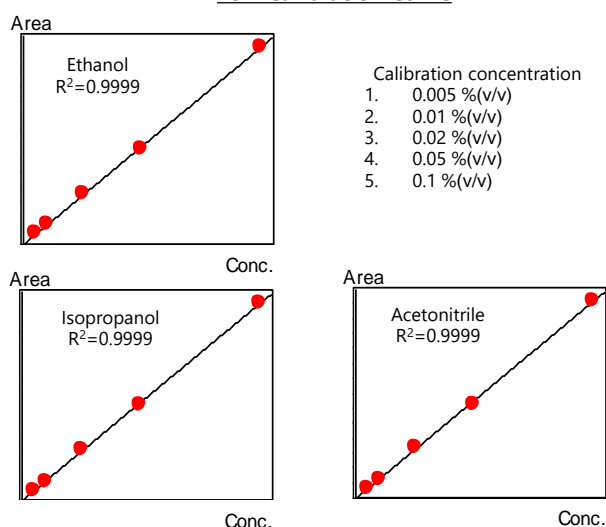 Area
Ethanol
R²=0.9999
Conc.
Calibration concentration
1. 0.005 %(v/v)
2. 0.01 %(v/v)
3. 0.02 %(v/v)
4. 0.05 %(v/v)
5. 0.1 %(v/v)
Area
Isopropanol
R²=0.9999
Conc.
Area
Acetonitrile
R²=0.9999
Conc.